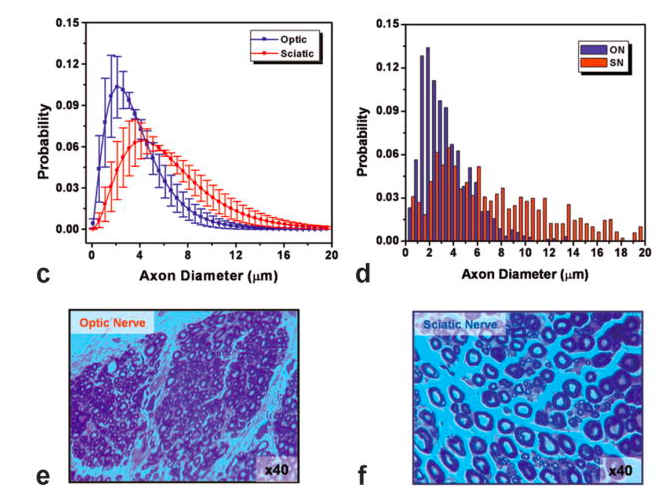 0.15
0.12
0.09
0.06
0.03
0.00
Probability
Optic
Sciatic
0 4 8 12 16 20
Axon Diameter (μm)
c
0.15
0.12
0.09
0.06
0.03
0.00
Probability
ON
SN
0 2 4 6 8 10 12 14 16 18 20
Axon Diameter (μm)
d
Optic Nerve
x40
e
Sciatic Nerve
x40
f